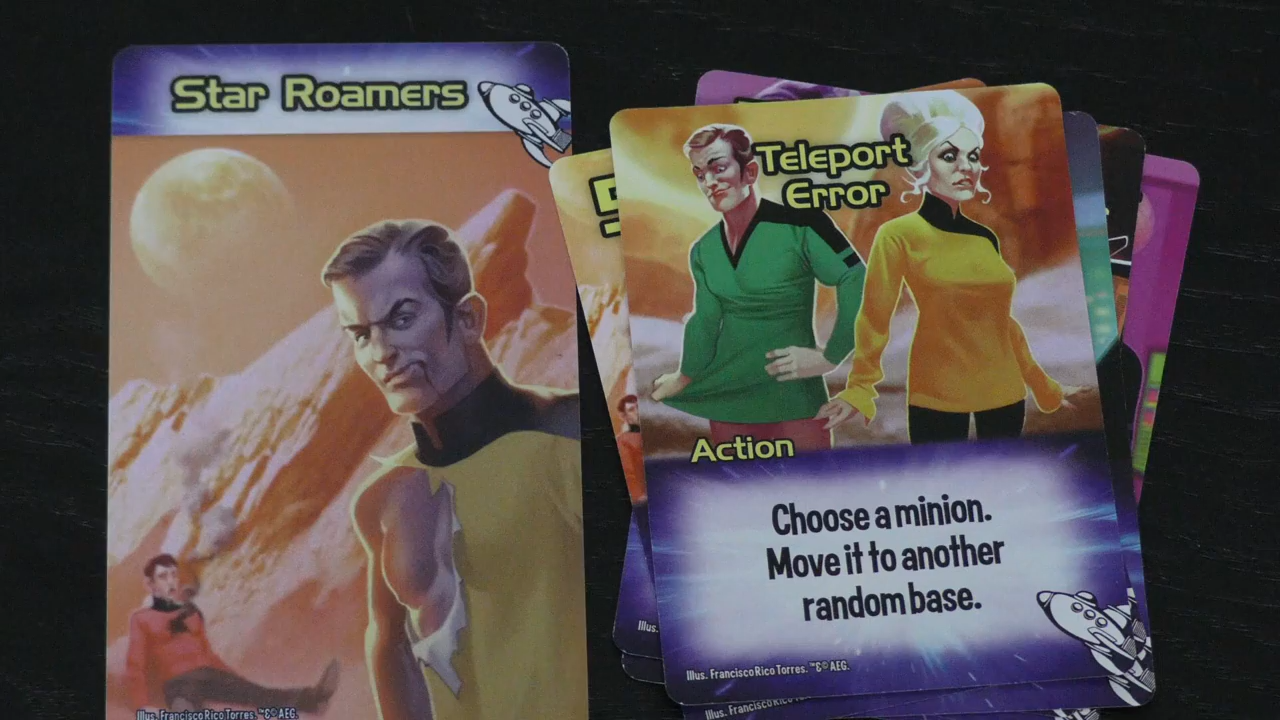 Star Roamers
Illus. Francisco Rico Torres. ™&© AEG.
Teleport
Error
Action
Choose a minion.
Move it to another
random base.
Illus. Francisco Rico Torres. ™&© AEG.
Illus.
Illus. Francisco Rico